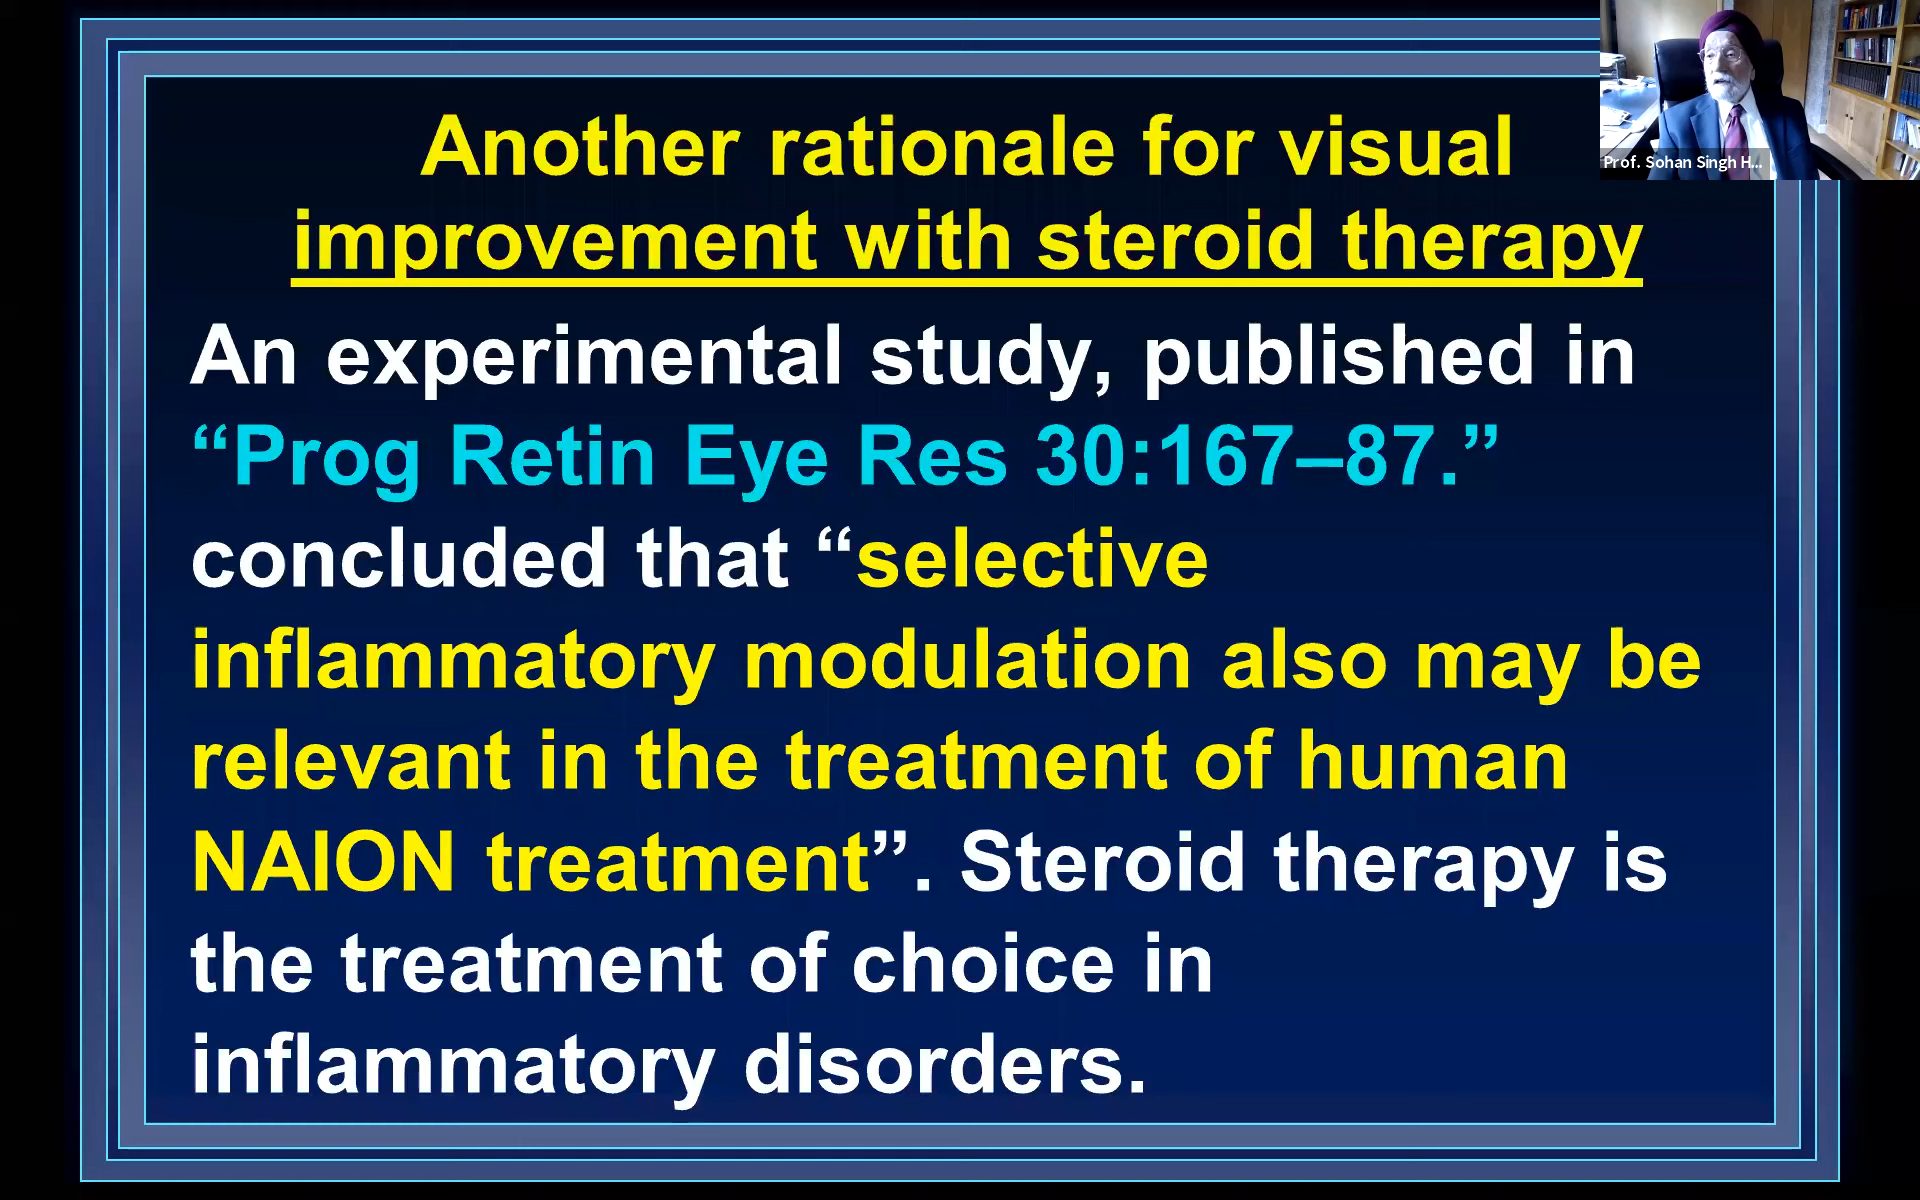 Another rationale for visual
improvement with steroid therapy
An experimental study, published in
“Prog Retin Eye Res 30:167–87.”
concluded that “selective
inflammatory modulation also may be
relevant in the treatment of human
NAION treatment”. Steroid therapy is
the treatment of choice in
inflammatory disorders.
Prof. Sohan Singh H...